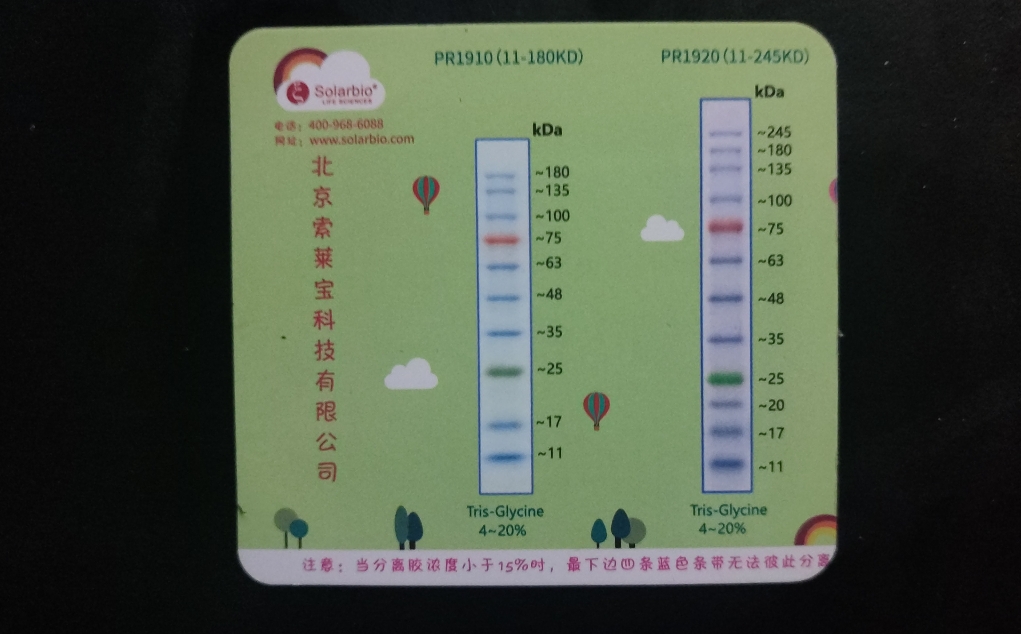 Solarbio®
LIFE SCIENCES
电话：400-968-6088
网址：www.solarbio.com
北京索莱宝科技有限公司
PR1910 (11-180KD)
kDa
~180
~135
~100
~75
~63
~48
~35
~25
~17
~11
Tris-Glycine
4~20%
PR1920 (11-245KD)
kDa
~245
~180
~135
~100
~75
~63
~48
~35
~25
~20
~17
~11
Tris-Glycine
4~20%
注意：当分离胶浓度小于15%时，最下边四条蓝色条带无法彼此分离